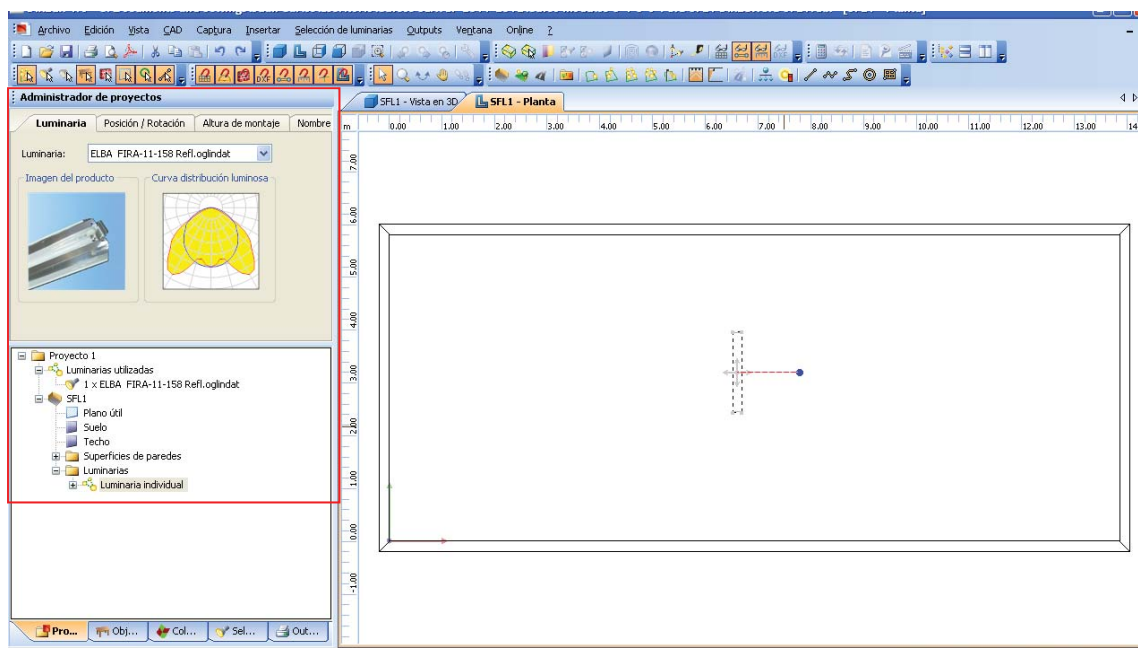 Archivo Edición Vista CAD Captura Insertar Selección de luminarias Outputs Ventana Online ?
Administrador de proyectos
Luminaria Posición / Rotación Altura de montaje Nombre
Luminaria: ELBA FIRA-11-158 Refl.oglindat
Imagen del producto Curva distribución luminosa
Proyecto 1
Luminarias utilizadas
1 x ELBA FIRA-11-158 Refl.oglindat
SFL1
Plano útil
Suelo
Techo
Superficies de paredes
Luminarias
Luminaria individual
Pro... Obj... Col... Sel... Out...
SFL1 - Vista en 3D SFL1 - Planta
m 0.00 1.00 2.00 3.00 4.00 5.00 6.00 7.00 8.00 9.00 10.00 11.00 12.00 13.00 14
7.00
6.00
5.00
4.00
3.00
2.00
1.00
0.00
-1.00